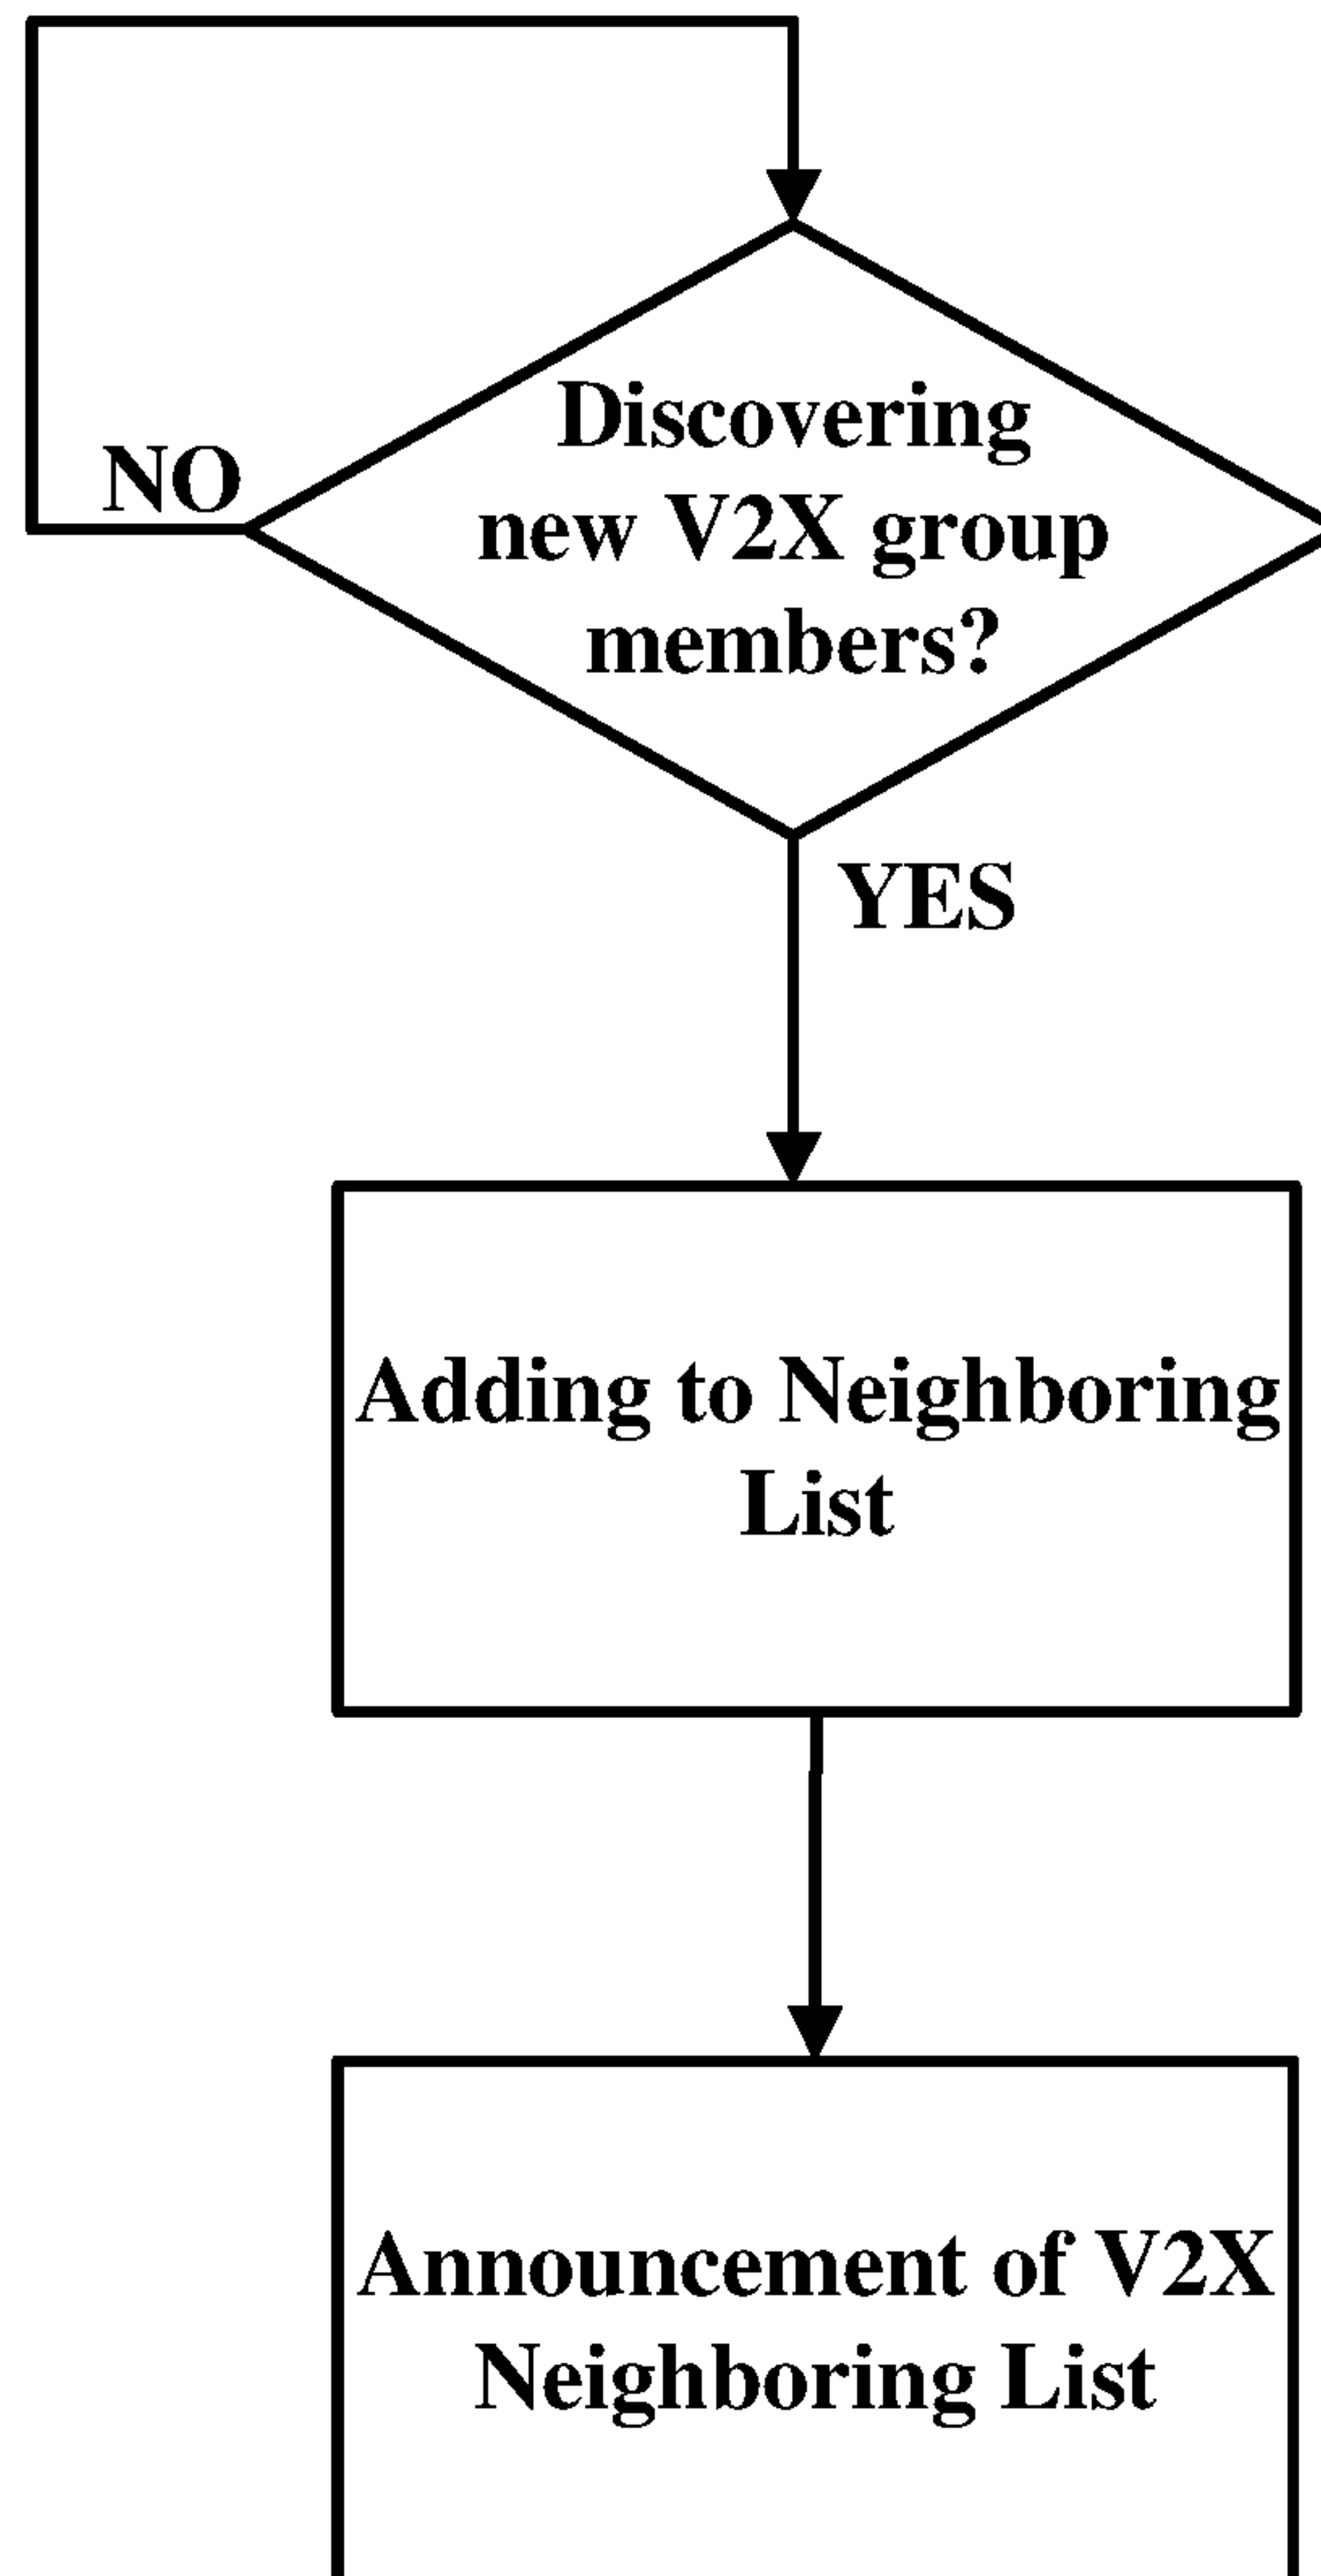 Discovering
NO
new V2X group
members?
YES
Adding to Neighboring
List
Announcement of V2X
Neighboring List